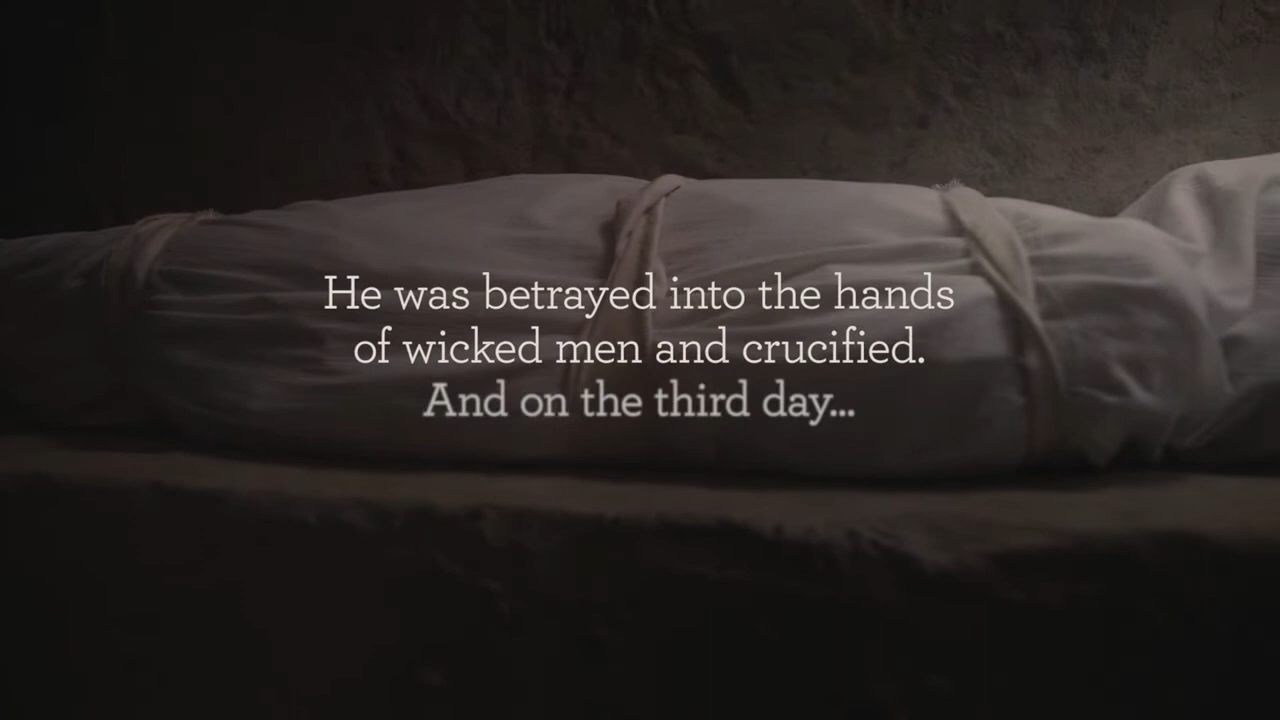 He was betrayed into the hands
of wicked men and crucified.
And on the third day...